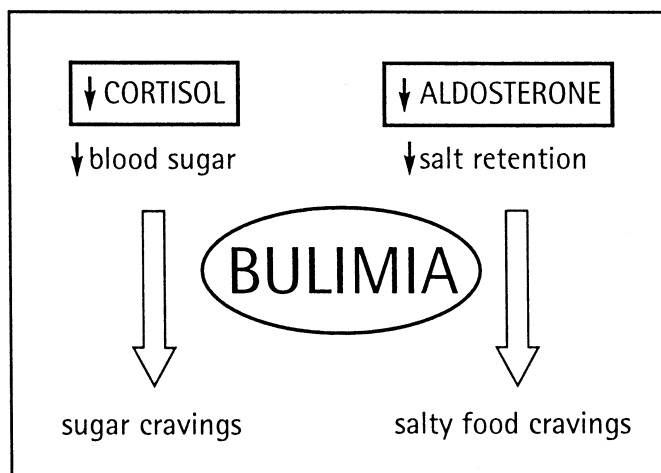 ↓ CORTISOL
↓ blood sugar
↓ ALDOSTERONE
↓ salt retention
BULIMIA
sugar cravings
salty food cravings